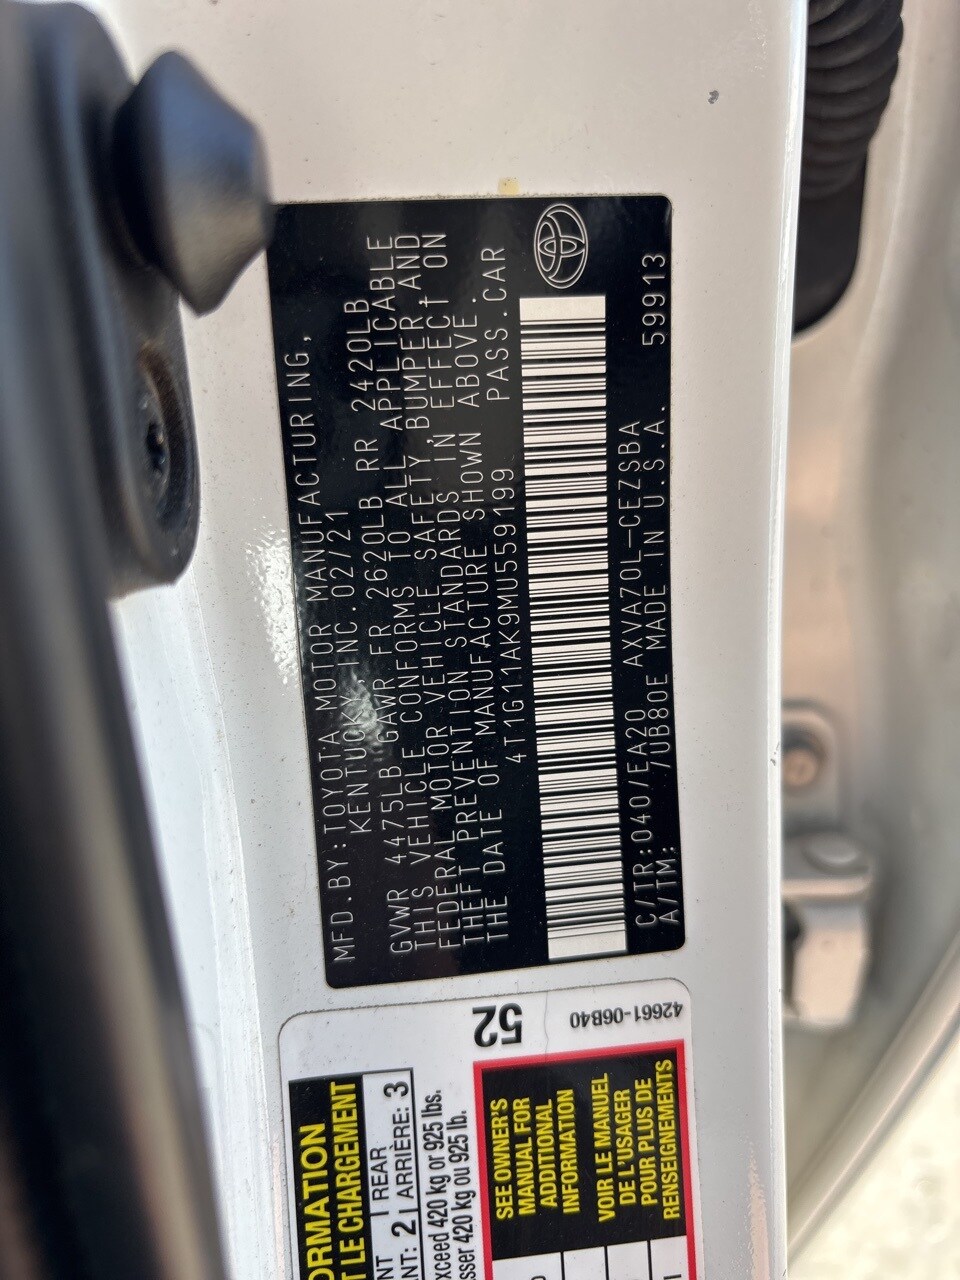 MFD.BY:TOYOTA MOTOR MANUFACTURING,
KENTUCKY,INC.02/21
GVWR 4475LB GAWR FR 2620LB RR 2420LB
THIS VEHICLE CONFORMS TO ALL APPLICABLE
FEDERAL MOTOR VEHICLE SAFETY,BUMPER AND
THEFT PREVENTION STANDARDS IN EFFECT ON
THE DATE OF MANUFACTURE SHOWN ABOVE.
4T1G11AK9MU559199 PASS.CAR
C/TR:040/EA20 AXVA70L-CEZSBA
A/TM: /UB80E MADE IN U.S.A. 59913
52
42661-06B40
LE CHARGEMENT
REAR
2
ARRIÈRE: 3
exceed 420 kg or 925 lbs.
420 kg ou 925 lb.
SEE OWNER'S
MANUAL FOR
ADDITIONAL
INFORMATION
VOIR LE MANUEL
DE L'USAGER
POUR PLUS DE
RENSEIGNEMENTS